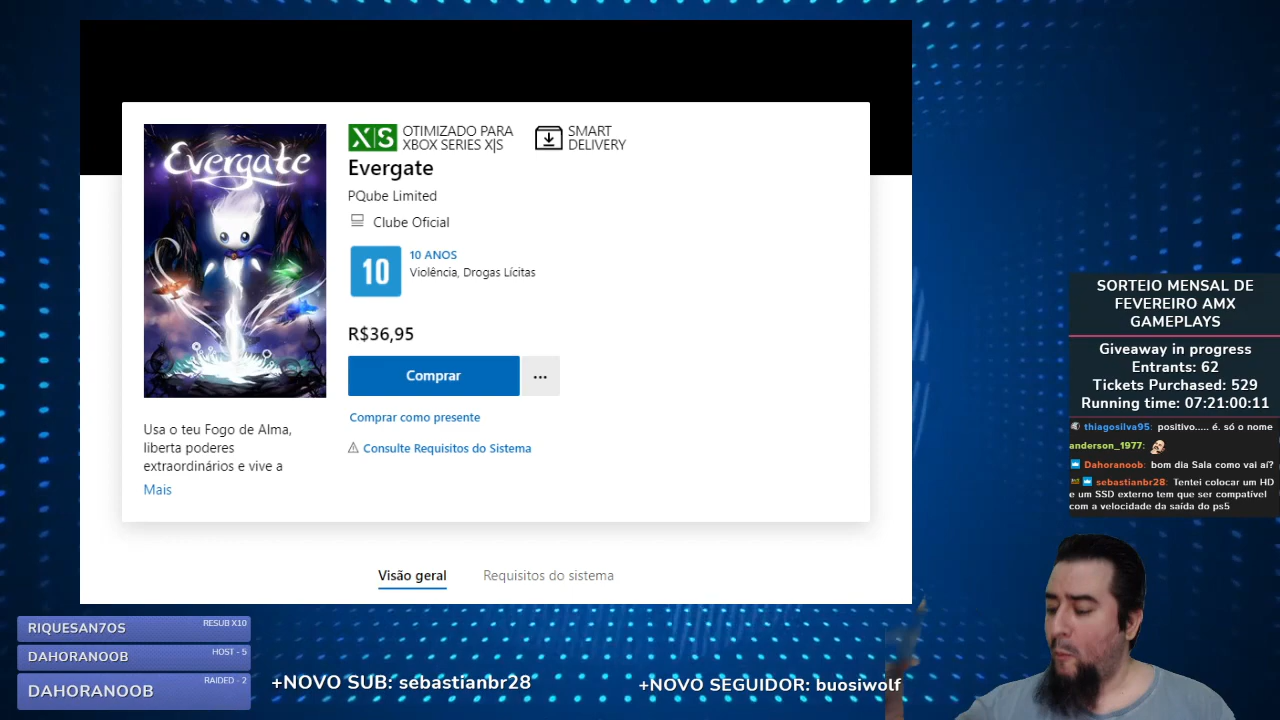 Evergate
X|S
OTIMIZADO PARA
XBOX SERIES X|S
SMART
DELIVERY
Evergate
PQube Limited
Clube Oficial
10
10 ANOS
Violência, Drogas Lícitas
R$36,95
Comprar
...
Comprar como presente
Consulte Requisitos do Sistema
Usa o teu Fogo de Alma,
liberta poderes
extraordinários e vive a
Mais
Visão geral
Requisitos do sistema
SORTEIO MENSAL DE
FEVEREIRO AMX
GAMEPLAYS
Giveaway in progress
Entrants: 62
Tickets Purchased: 529
Running time: 07:21:00:11
thiagosilva95: positivo..... é. só o nome
anderson_1977:
Dahoranoob: bom dia Sala como vai aí?
sebastianbr28: Tentei colocar um HD
e um SSD externo tem que ser compatível
com a velocidade da saída do ps5
RIQUESAN7OS
RESUB X10
DAHORANOOB
HOST - 5
DAHORANOOB
RAIDED - 2
+NOVO SUB: sebastianbr28
+NOVO SEGUIDOR: buosiwolf